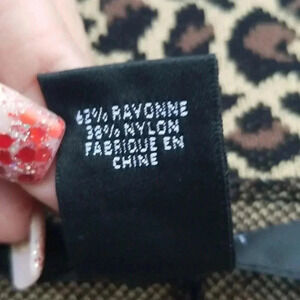 62% RAYONNE
38% NYLON
FABRIQUE EN
CHINE